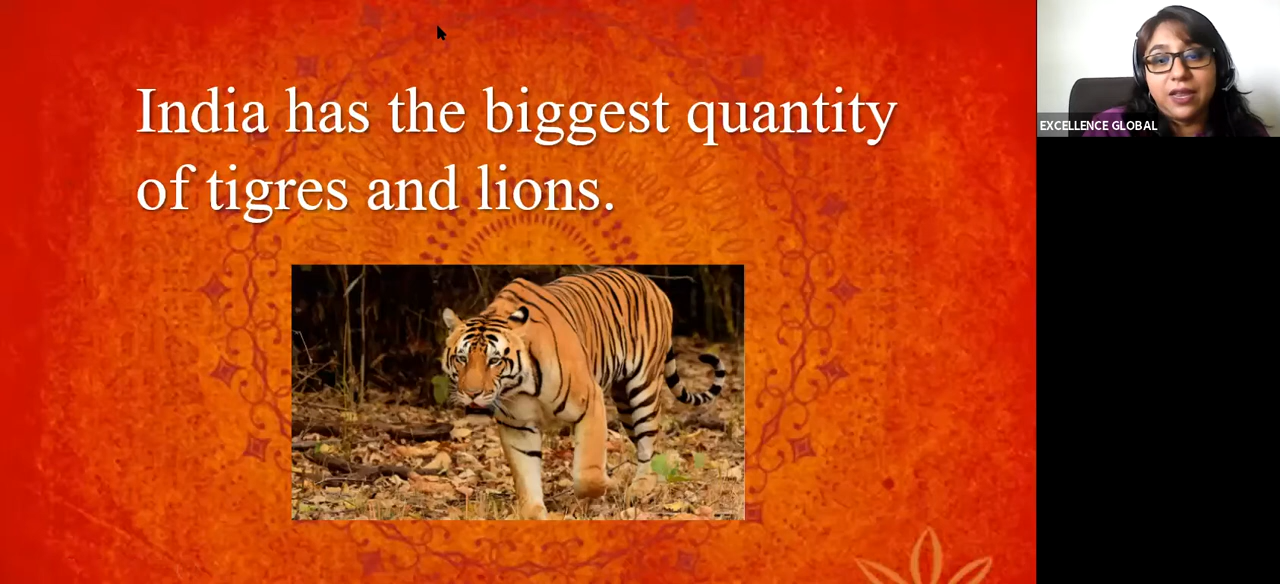 India has the biggest quantity
of tigres and lions.
EXCELLENCE GLOBAL